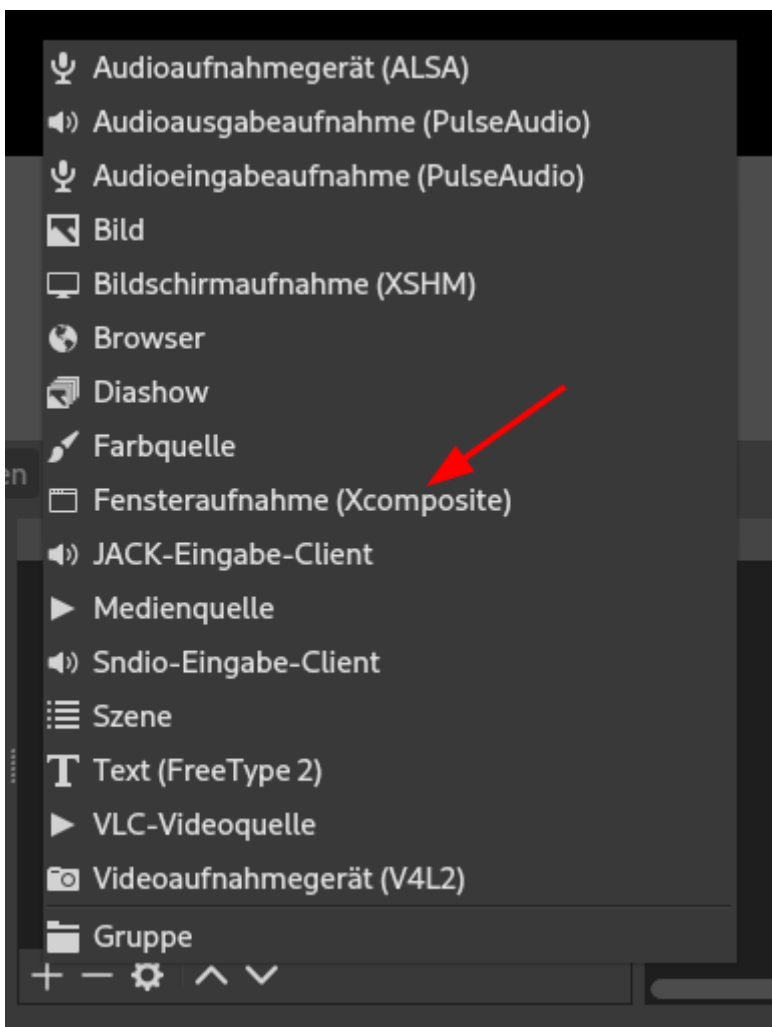 Audioaufnahmegerät (ALSA)
Audioausgabeaufnahme (PulseAudio)
Audioeingabeaufnahme (PulseAudio)
Bild
Bildschirmaufnahme (XSHM)
Browser
Diashow
Farbquelle
en
Fensteraufnahme (Xcomposite)
JACK-Eingabe-Client
Medienquelle
Sndio-Eingabe-Client
Szene
Text (FreeType 2)
VLC-Videoquelle
Videoaufnahmegerät (V4L2)
Gruppe